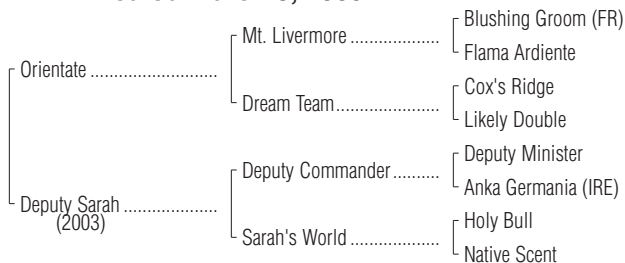 Blushing Groom (FR)
Mt. Livermore
Flama Ardiente
Orientate
Cox's Ridge
Dream Team
Likely Double
Deputy Minister
Deputy Commander
Anka Germania (IRE)
Deputy Sarah
(2003)
Holy Bull
Sarah's World
Native Scent